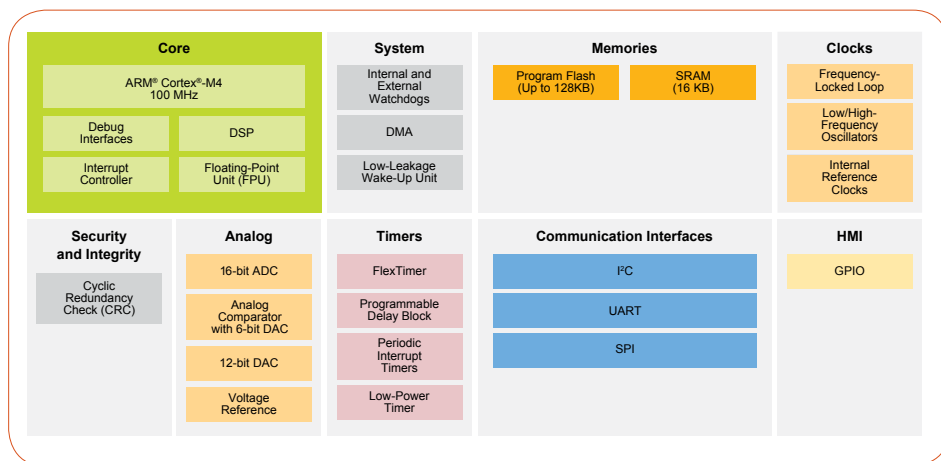 Core
ARM® Cortex®-M4
100 MHz
Debug
Interfaces
DSP
Interrupt
Controller
Floating-Point
Unit (FPU)
System
Internal and
External
Watchdogs
DMA
Low-Leakage
Wake-Up Unit
Memories
Program Flash
(Up to 128KB)
SRAM
(16 KB)
Clocks
Frequency-
Locked Loop
Low/High-
Frequency
Oscillators
Internal
Reference
Clocks
Security
and Integrity
Cyclic
Redundancy
Check (CRC)
Analog
16-bit ADC
Analog
Comparator
with 6-bit DAC
12-bit DAC
Voltage
Reference
Timers
FlexTimer
Programmable
Delay Block
Periodic
Interrupt
Timers
Low-Power
Timer
Communication Interfaces
I²C
UART
SPI
HMI
GPIO